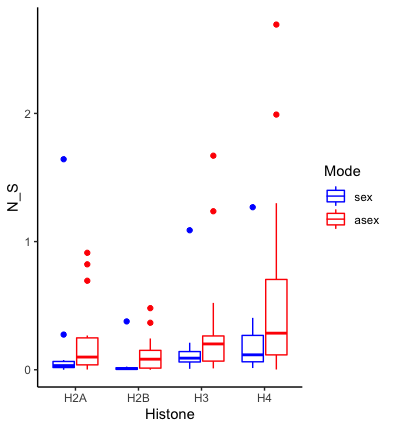 N_S
2
1
0
H2A H2B H3 H4
Histone
Mode
sex
asex